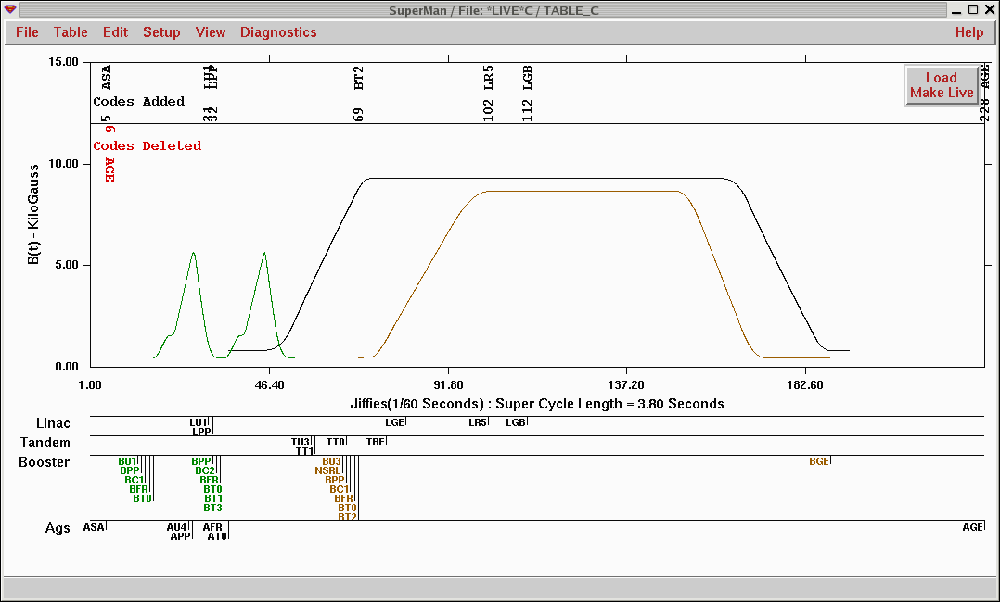 SuperMan / File: *LIVE*C / TABLE_C
File Table Edit Setup View Diagnostics Help
15.00
ASA LU1 LPP BT2 LR5 LGB AGE
Load
Make Live
Codes Added
5 32 69 102 112 228
9
Codes Deleted
AGE
10.00
B(t) - KiloGauss
5.00
0.00
1.00 46.40 91.80 137.20 182.60
Jiffies(1/60 Seconds) : Super Cycle Length = 3.80 Seconds
Linac LU1 LGE LR5 LGB
LPP
Tandem TU3 TT0 TBE
TT1
Booster BU1 BPP BU3 BGE
BPP BC2 NSRL
BC1 BFR BPP
BFR BT0 BC1
BT0 BT1 BFR
BT3 BT0
BT2
Ags ASA AU4 AFR AGE
APP AT0